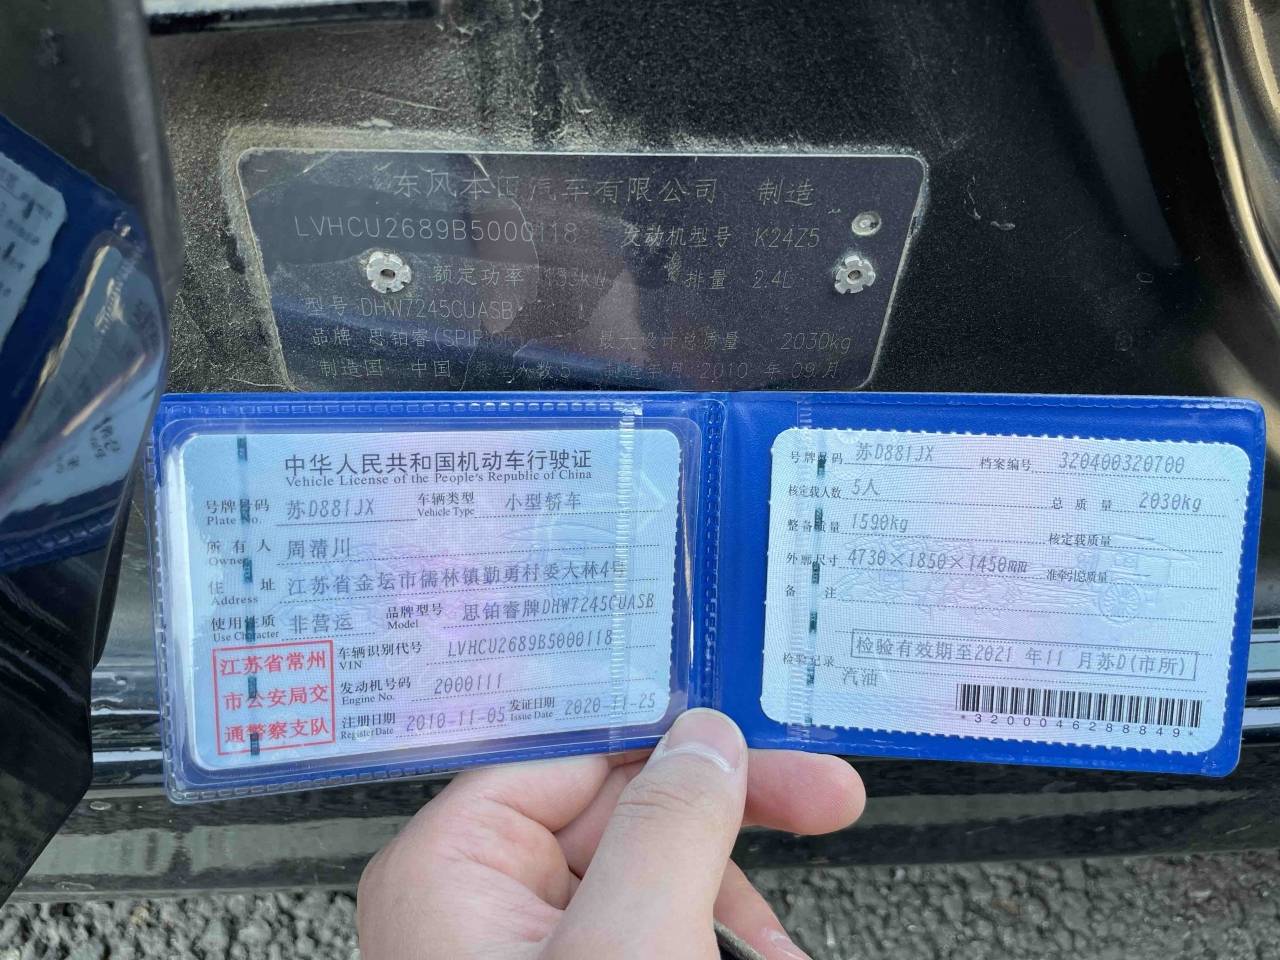 东风本田汽车有限公司 制造
LVHCU2689B5000118 发动机型号 K24Z5
额定功率 排量 2.4L
型号 DHW7245CUASB
品牌 思铂睿(SPIRIOR) 最大设计总质量 2030kg
制造国 中国 乘坐人数5 制造年月 2010 年 09 月
中华人民共和国机动车行驶证
Vehicle License of the People's Republic of China
号牌号码 苏D881JX 车辆类型 小型轿车
Plate No. Vehicle Type
所有人 周清川
Owner
住址 江苏省金坛市儒林镇勤勇村委大林4号
Address
使用性质 非营运 品牌型号 思铂睿牌DHW7245CUASB
Use Character Model
江苏省常州
市公安局交
通警察支队
车辆识别代号 LVHCU2689B5000118
VIN
发动机号码 2000111
Engine No.
注册日期 2010-11-05 发证日期 2020-11-25
Register Date Issue Date
号牌号码 苏D881JX 档案编号 320400320700
核定载人数 5人 总质量 2030kg
整备质量 1590kg 核定载质量
外廓尺寸 4730×1850×1450mm 准牵引总质量
备注
检验记录 检验有效期至2021 年11 月苏D(市所)
汽油
*3200046288849*